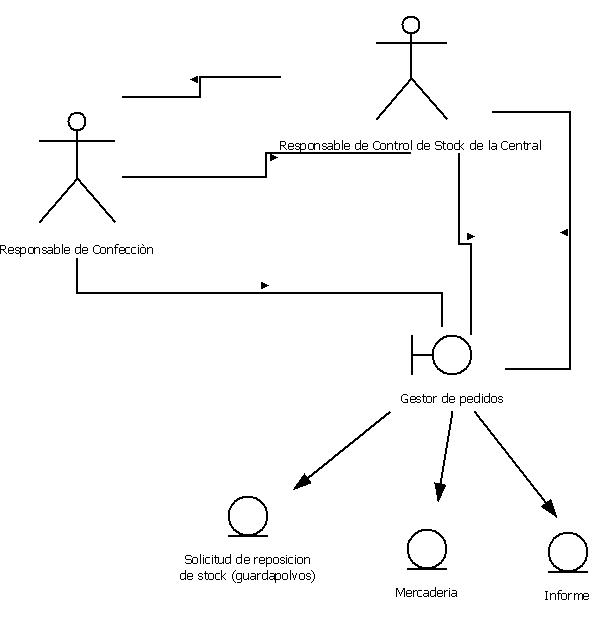 Responsable de Control de Stock de la Central
Responsable de Confecciòn
Gestor de pedidos
Solicitud de reposicion
de stock (guardapolvos)
Mercaderia
Informe